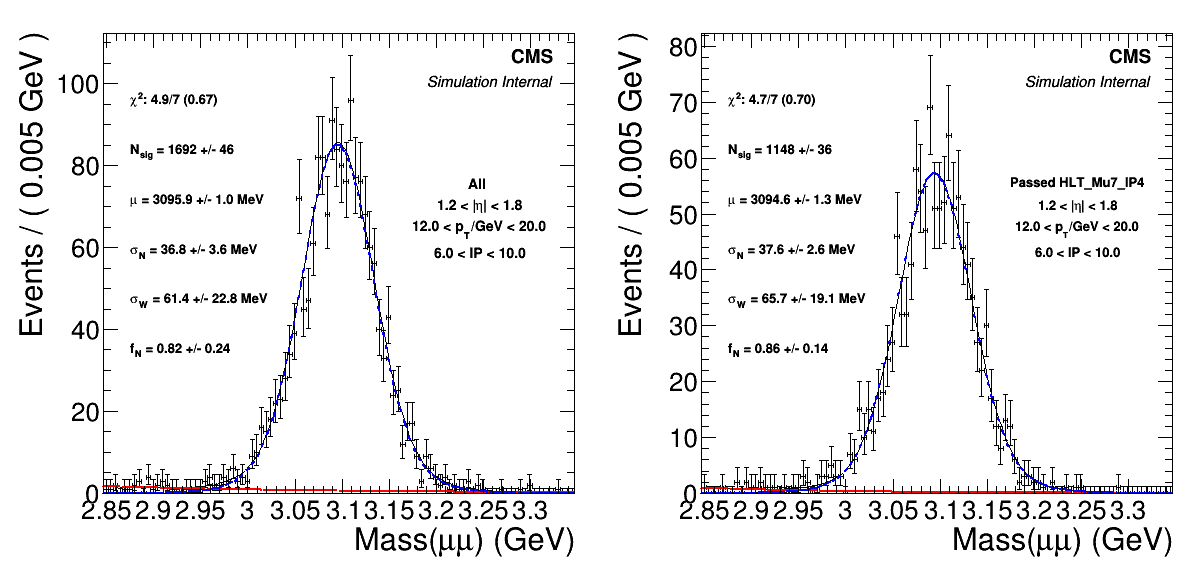 Events / ( 0.005 GeV )
100
80
60
40
20
0
CMS
Simulation Internal
χ²: 4.9/7 (0.67)
N_sig = 1692 +/- 46
μ = 3095.9 +/- 1.0 MeV
σ_N = 36.8 +/- 3.6 MeV
σ_W = 61.4 +/- 22.8 MeV
f_N = 0.82 +/- 0.24
All
1.2 < |η| < 1.8
12.0 < p_T/GeV < 20.0
6.0 < IP < 10.0
2.85 2.9 2.95 3 3.05 3.1 3.15 3.2 3.25 3.3
Mass(μμ) (GeV)
Events / ( 0.005 GeV )
80
70
60
50
40
30
20
10
0
CMS
Simulation Internal
χ²: 4.7/7 (0.70)
N_sig = 1148 +/- 36
μ = 3094.6 +/- 1.3 MeV
σ_N = 37.6 +/- 2.6 MeV
σ_W = 65.7 +/- 19.1 MeV
f_N = 0.86 +/- 0.14
Passed HLT_Mu7_IP4
1.2 < |η| < 1.8
12.0 < p_T/GeV < 20.0
6.0 < IP < 10.0
2.85 2.9 2.95 3 3.05 3.1 3.15 3.2 3.25 3.3
Mass(μμ) (GeV)